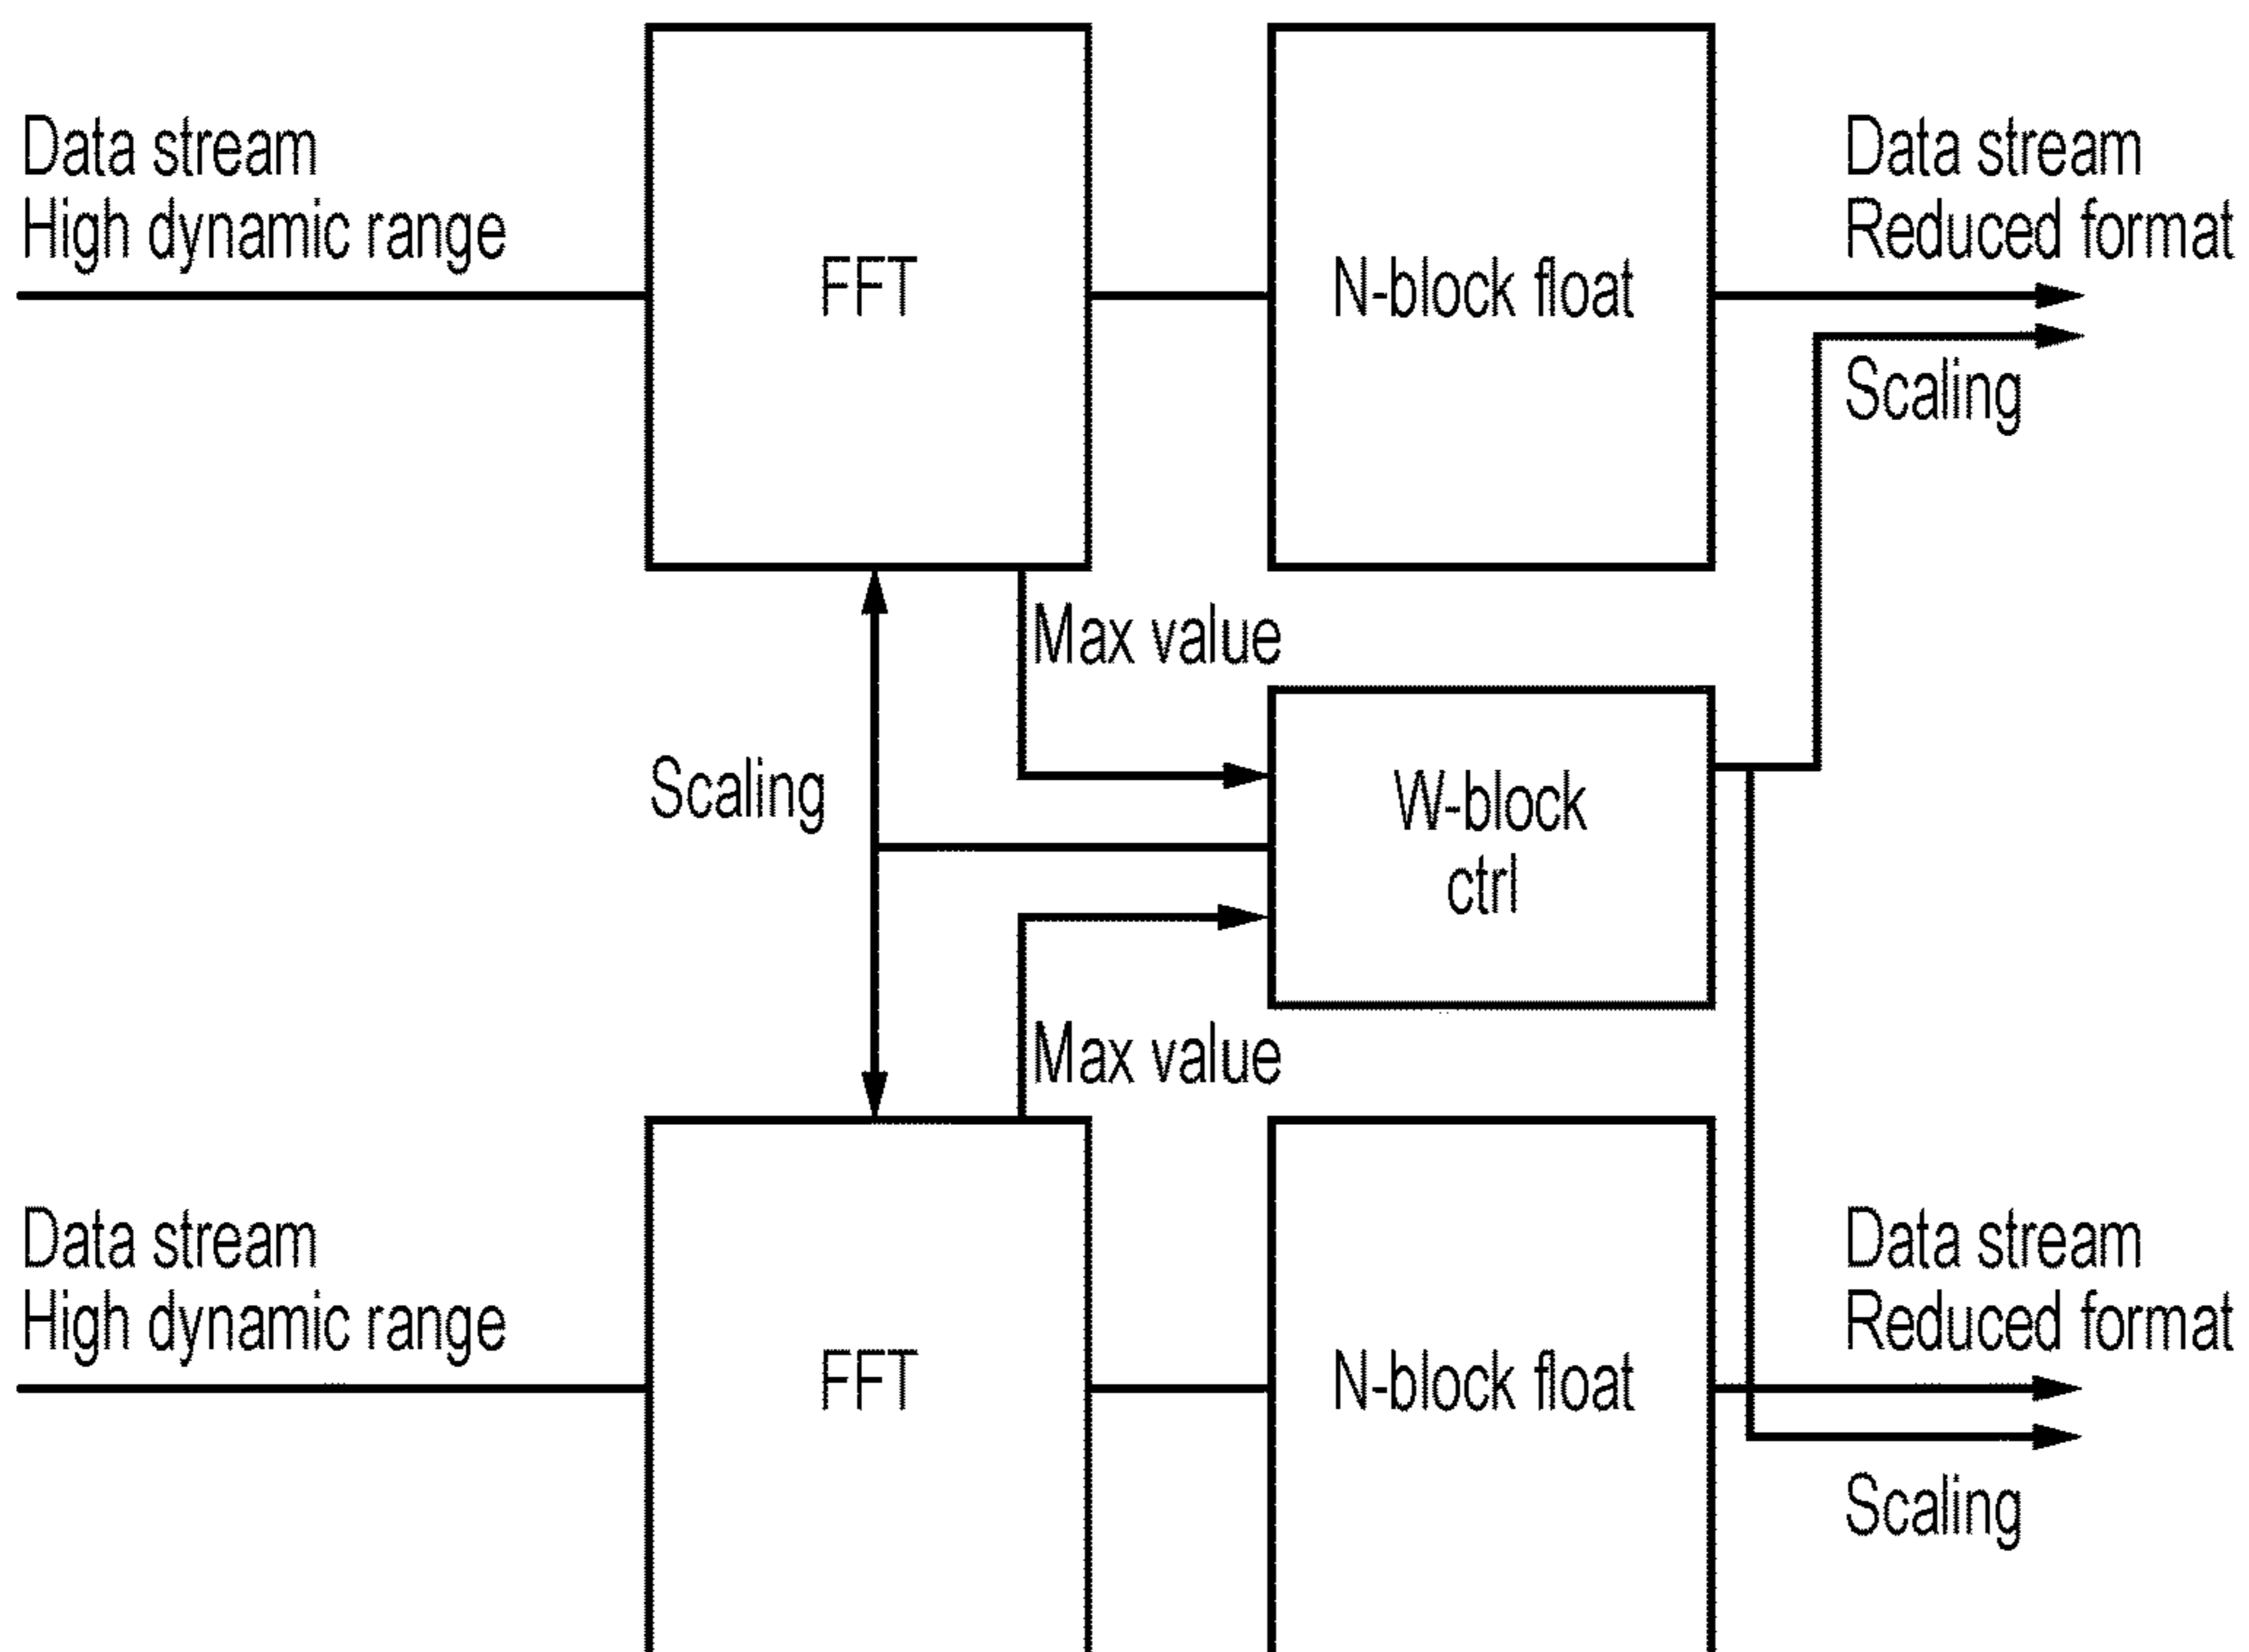 Data stream
High dynamic range
FFT
N-block float
Data stream
Reduced format
Scaling
Max value
Scaling
W-block
ctrl
Max value
Data stream
High dynamic range
FFT
N-block float
Data stream
Reduced format
Scaling